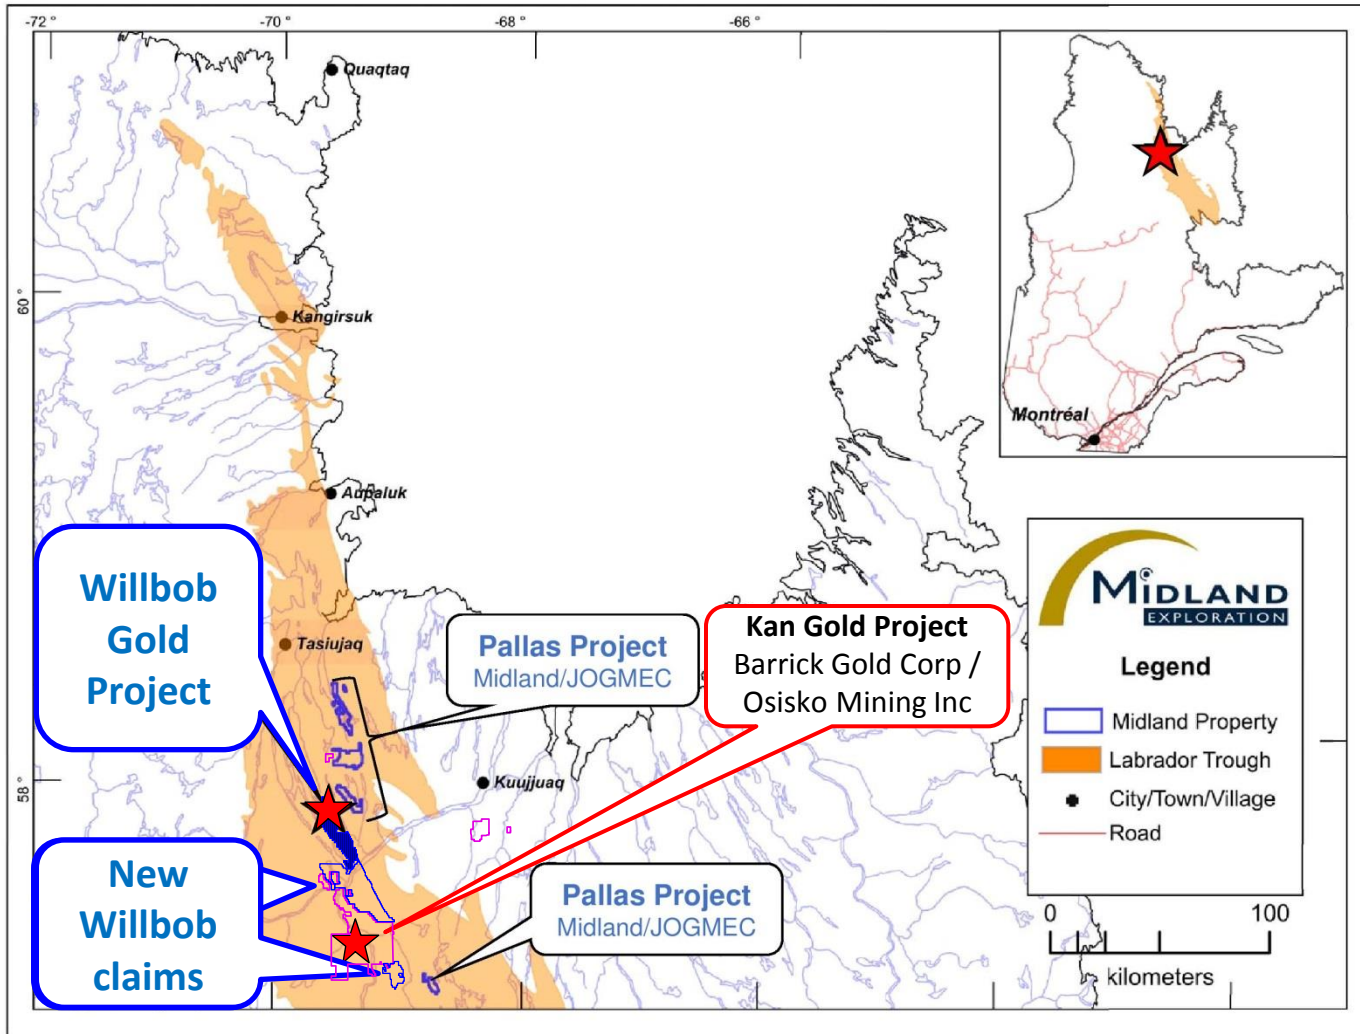 -72 °
-70 °
-68 °
-66 °
Quaqtaq
60 °
Kangirsuk
Montréal
Aupaluk
Willbob
Gold
Project
Tasiujaq
Pallas Project
Midland/JOGMEC
Kan Gold Project
Barrick Gold Corp /
Osisko Mining Inc
MIDLAND
EXPLORATION
Legend
Midland Property
Labrador Trough
City/Town/Village
Road
0 100
kilometers
58 °
Kuujjuaq
New
Willbob
claims
Pallas Project
Midland/JOGMEC